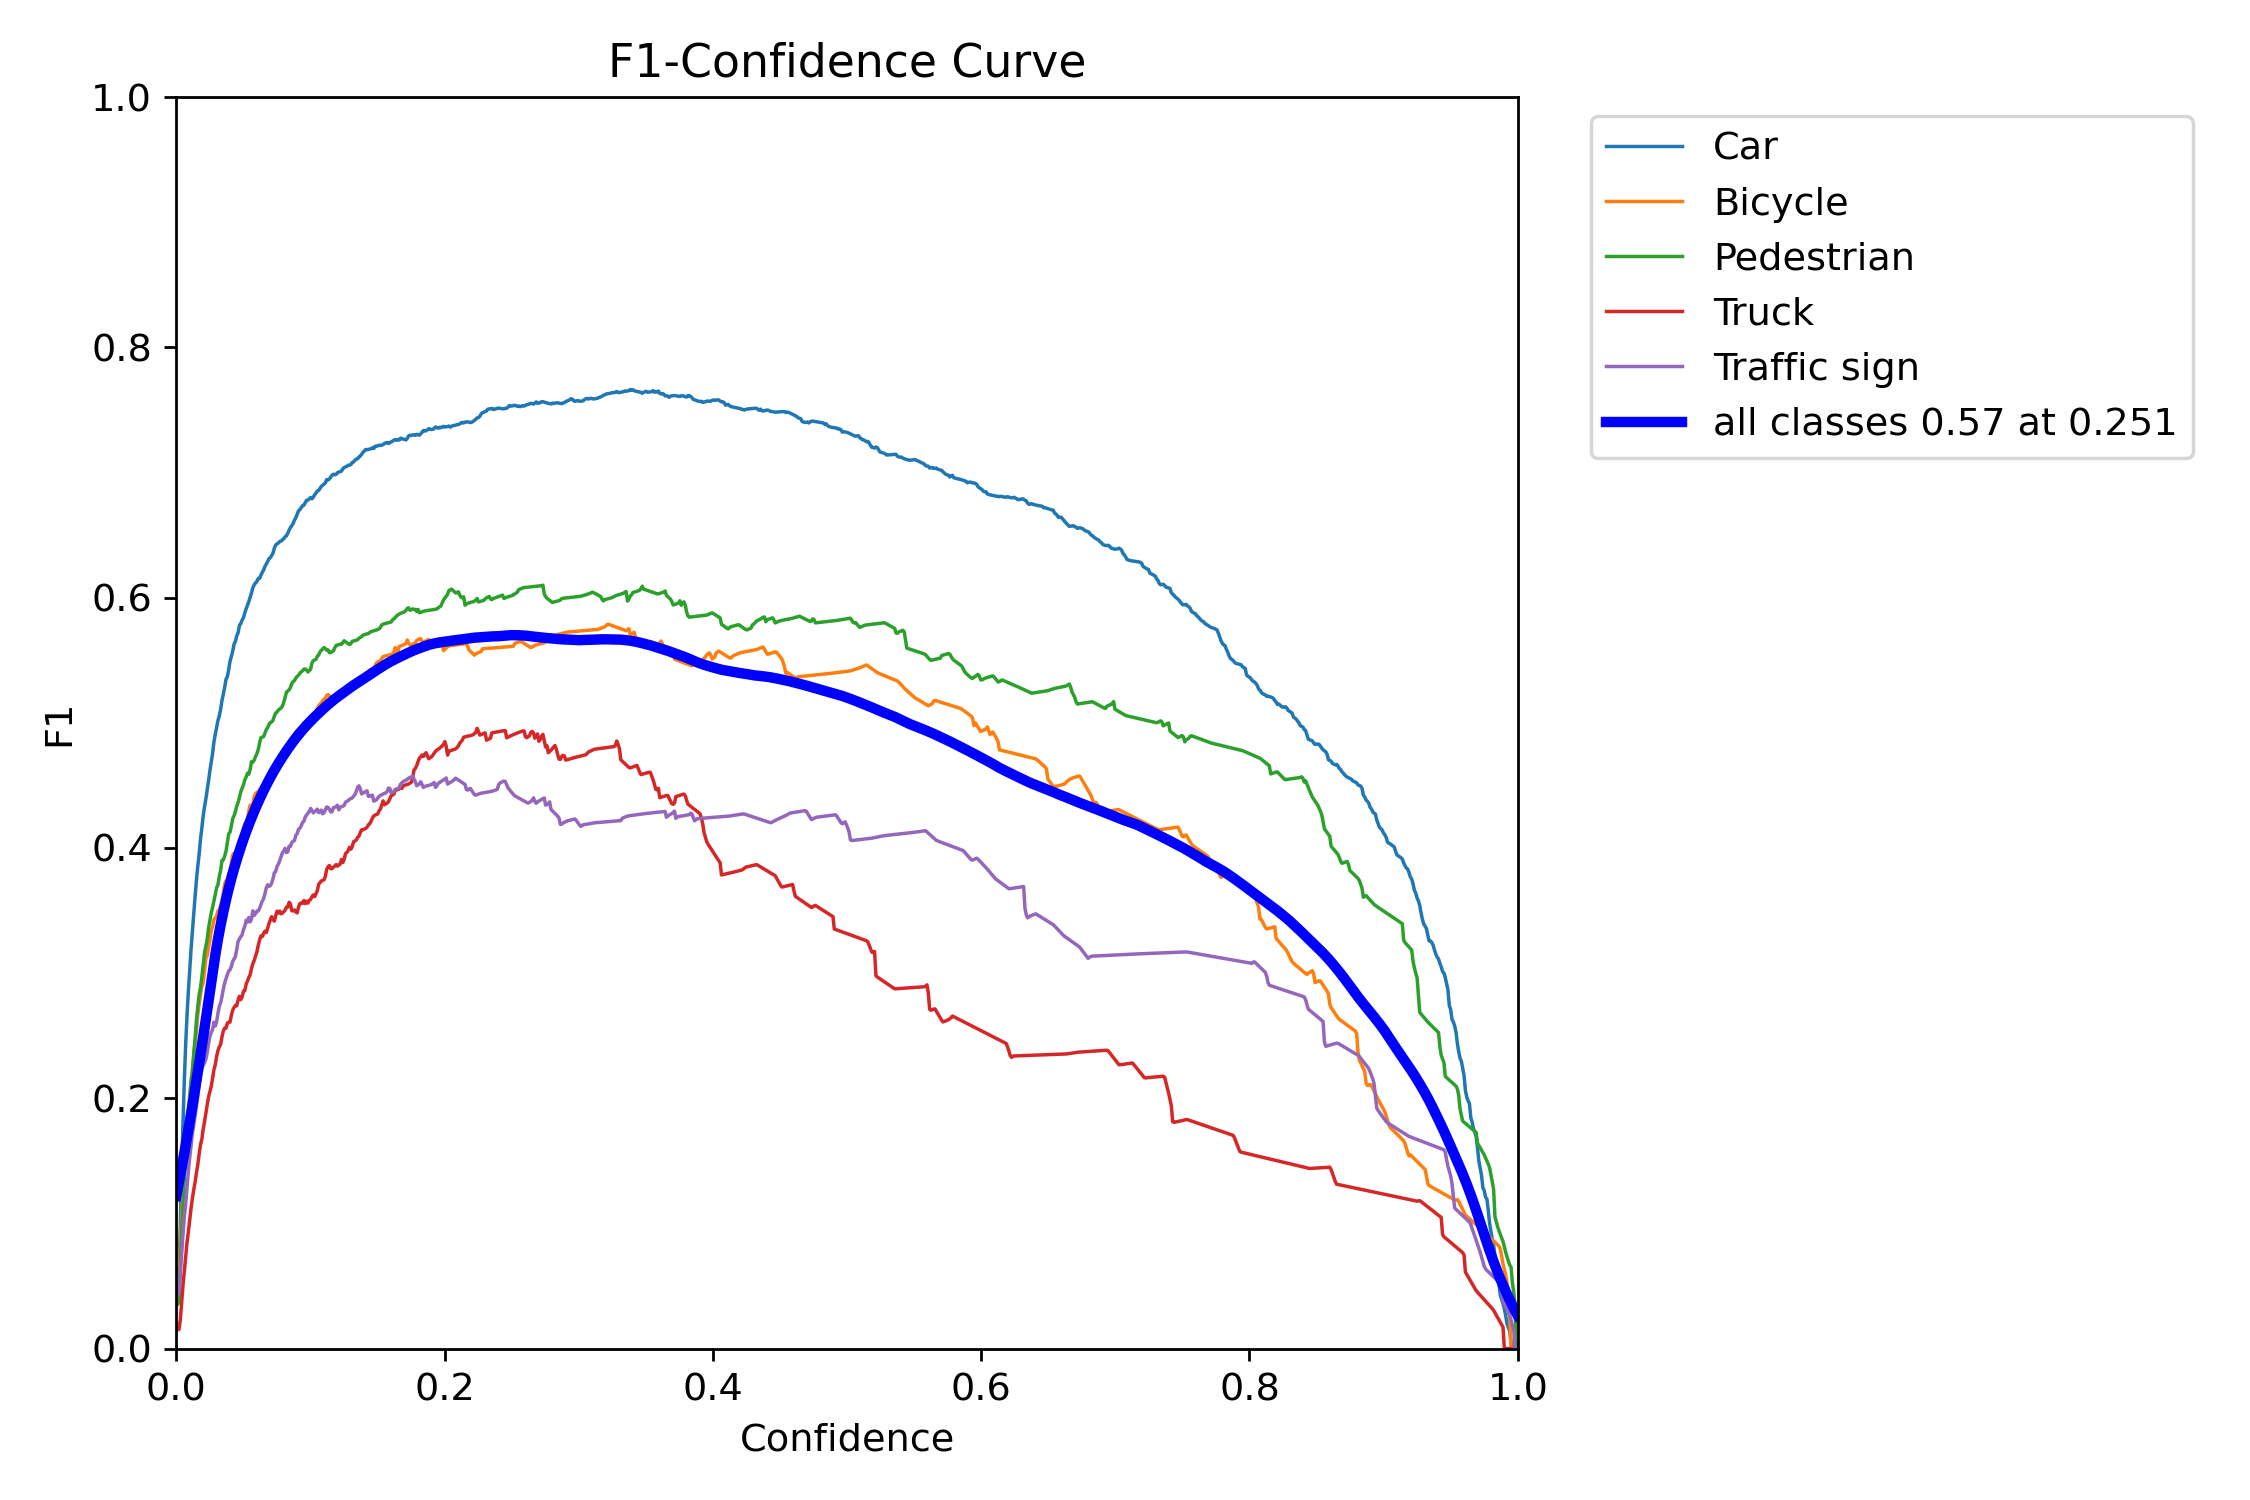 F1-Confidence Curve
1.0
0.8
0.6
0.4
0.2
0.0
F1
0.0 0.2 0.4 0.6 0.8 1.0
Confidence
Car
Bicycle
Pedestrian
Truck
Traffic sign
all classes 0.57 at 0.251